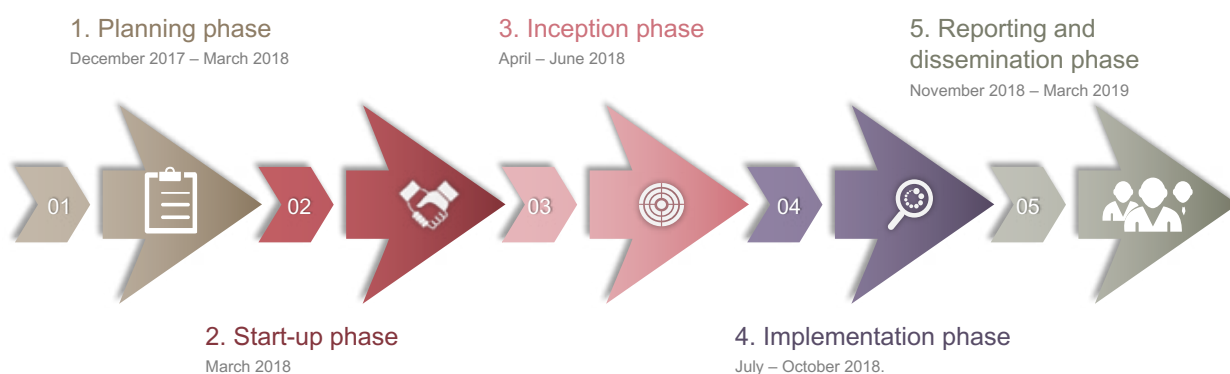 1. Planning phase
December 2017 – March 2018
3. Inception phase
April – June 2018
5. Reporting and
dissemination phase
November 2018 – March 2019
01
02
03
04
05
2. Start-up phase
March 2018
4. Implementation phase
July – October 2018.